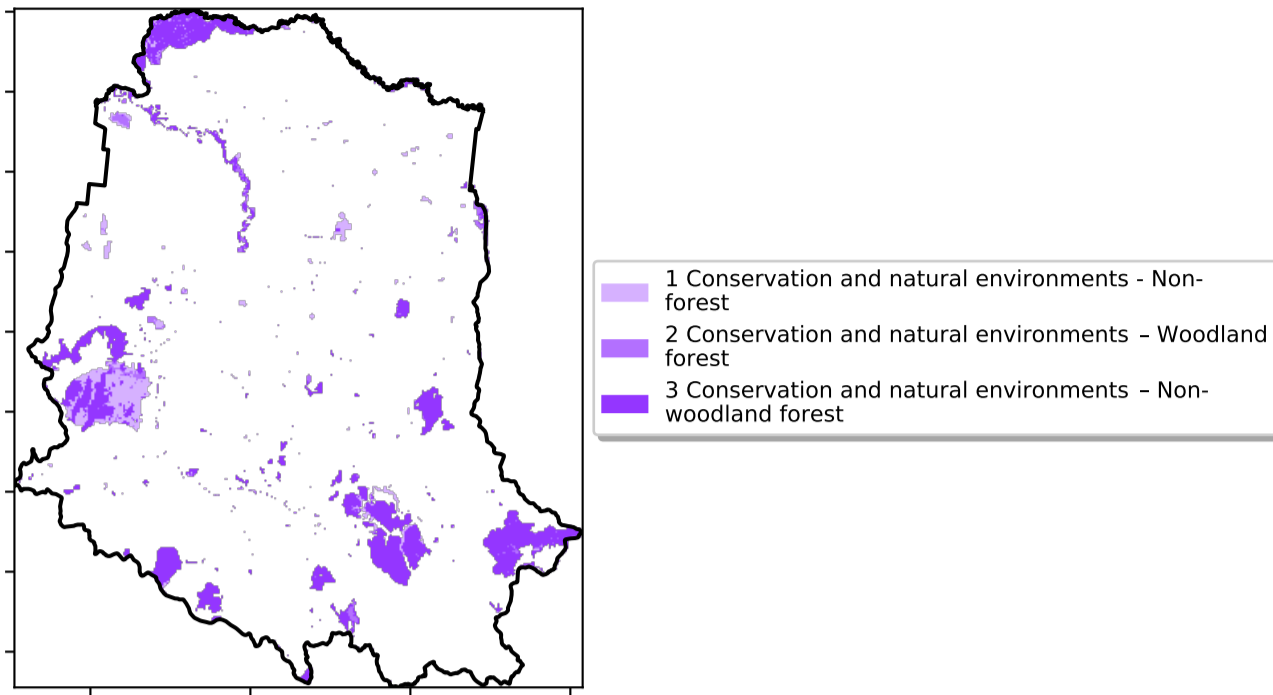 1 Conservation and natural environments - Non-
forest
2 Conservation and natural environments – Woodland
forest
3 Conservation and natural environments – Non-
woodland forest